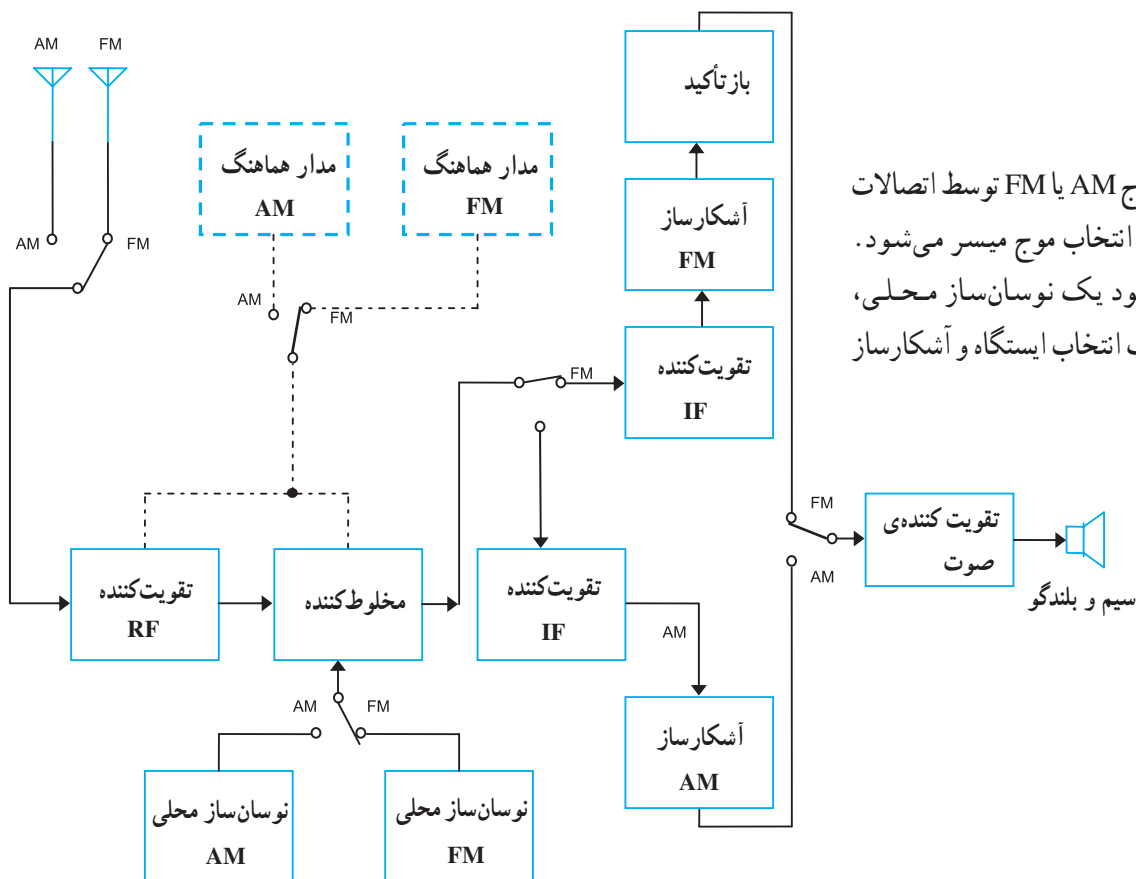 AM
FM
AM
FM
مدار هماهنگ
AM
مدار هماهنگ
FM
AM
FM
بازتأکید
آشکارساز
FM
تقویت‌کننده
IF
FM
ج AM یا FM توسط اتصالات
انتخاب موج میسر می‌شود.
ود یک نوسان‌ساز محلی،
انتخاب ایستگاه و آشکارساز
تقویت‌کننده
RF
مخلوط‌کننده
تقویت‌کننده
IF
AM
آشکارساز
AM
AM
FM
نوسان‌ساز محلی
AM
نوسان‌ساز محلی
FM
FM
AM
تقویت کننده‌ی
صوت
سیم و بلندگو